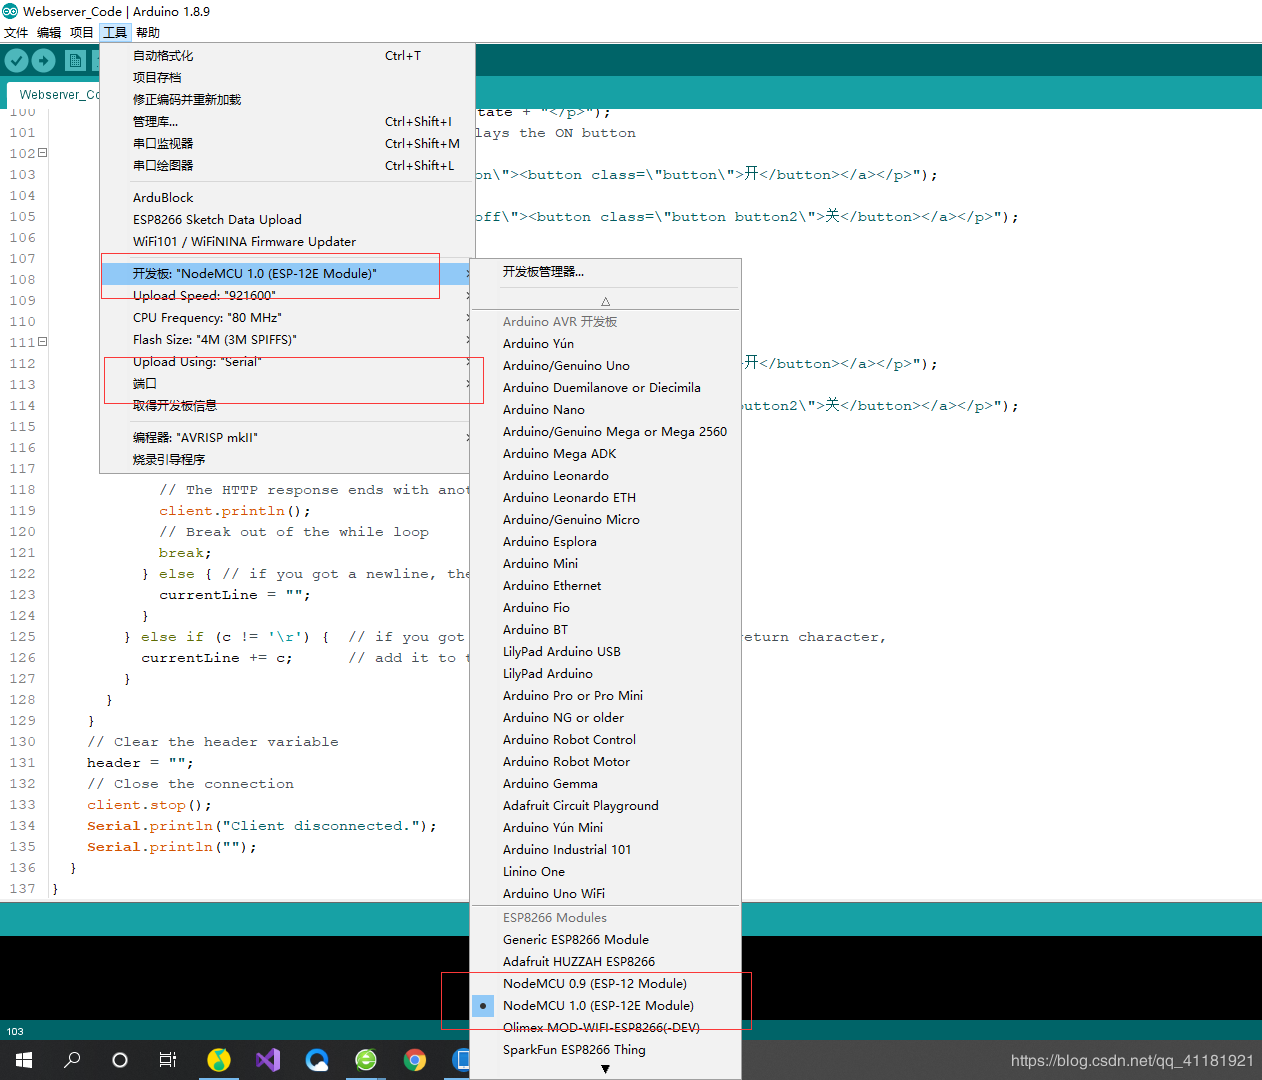 Webserver_Code | Arduino 1.8.9
文件 编辑 项目 工具 帮助
Webserver_Co
自动格式化 Ctrl+T
项目存档
修正编码并重新加载
管理库... Ctrl+Shift+I
串口监视器 Ctrl+Shift+M
串口绘图器 Ctrl+Shift+L
ArduBlock
ESP8266 Sketch Data Upload
WiFi101 / WiFiNINA Firmware Updater
开发板: "NodeMCU 1.0 (ESP-12E Module)"
Upload Speed: "921600"
CPU Frequency: "80 MHz"
Flash Size: "4M (3M SPIFFS)"
Upload Using: "Serial"
端口
取得开发板信息
编程器: "AVRISP mkII"
烧录引导程序
开发板管理器...
Arduino AVR 开发板
Arduino Yún
Arduino/Genuino Uno
Arduino Duemilanove or Diecimila
Arduino Nano
Arduino/Genuino Mega or Mega 2560
Arduino Mega ADK
Arduino Leonardo
Arduino Leonardo ETH
Arduino/Genuino Micro
Arduino Esplora
Arduino Mini
Arduino Ethernet
Arduino Fio
Arduino BT
LilyPad Arduino USB
LilyPad Arduino
Arduino Pro or Pro Mini
Arduino NG or older
Arduino Robot Control
Arduino Robot Motor
Arduino Gemma
Adafruit Circuit Playground
Arduino Yún Mini
Arduino Industrial 101
Linino One
Arduino Uno WiFi
ESP8266 Modules
Generic ESP8266 Module
Adafruit HUZZAH ESP8266
NodeMCU 0.9 (ESP-12 Module)
NodeMCU 1.0 (ESP-12E Module)
Olimex MOD-WIFI-ESP8266(-DEV)
SparkFun ESP8266 Thing
100 tate + "</p>");
101 lays the ON button
102
103 on\"><button class=\"button\">开</button></a></p>");
104
105 off\"><button class=\"button button2\">关</button></a></p>");
106
107
108
109
110
111
112 开</button></a></p>");
113
114 button2\">关</button></a></p>");
115
116
117
118 // The HTTP response ends with anot
119 client.println();
120 // Break out of the while loop
121 break;
122 } else { // if you got a newline, the
123 currentLine = "";
124 }
125 } else if (c != '\r') { // if you got return character,
126 currentLine += c; // add it to t
127 }
128 }
129 }
130 // Clear the header variable
131 header = "";
132 // Close the connection
133 client.stop();
134 Serial.println("Client disconnected.");
135 Serial.println("");
136 }
137 }
103
https://blog.csdn.net/qq_41181921